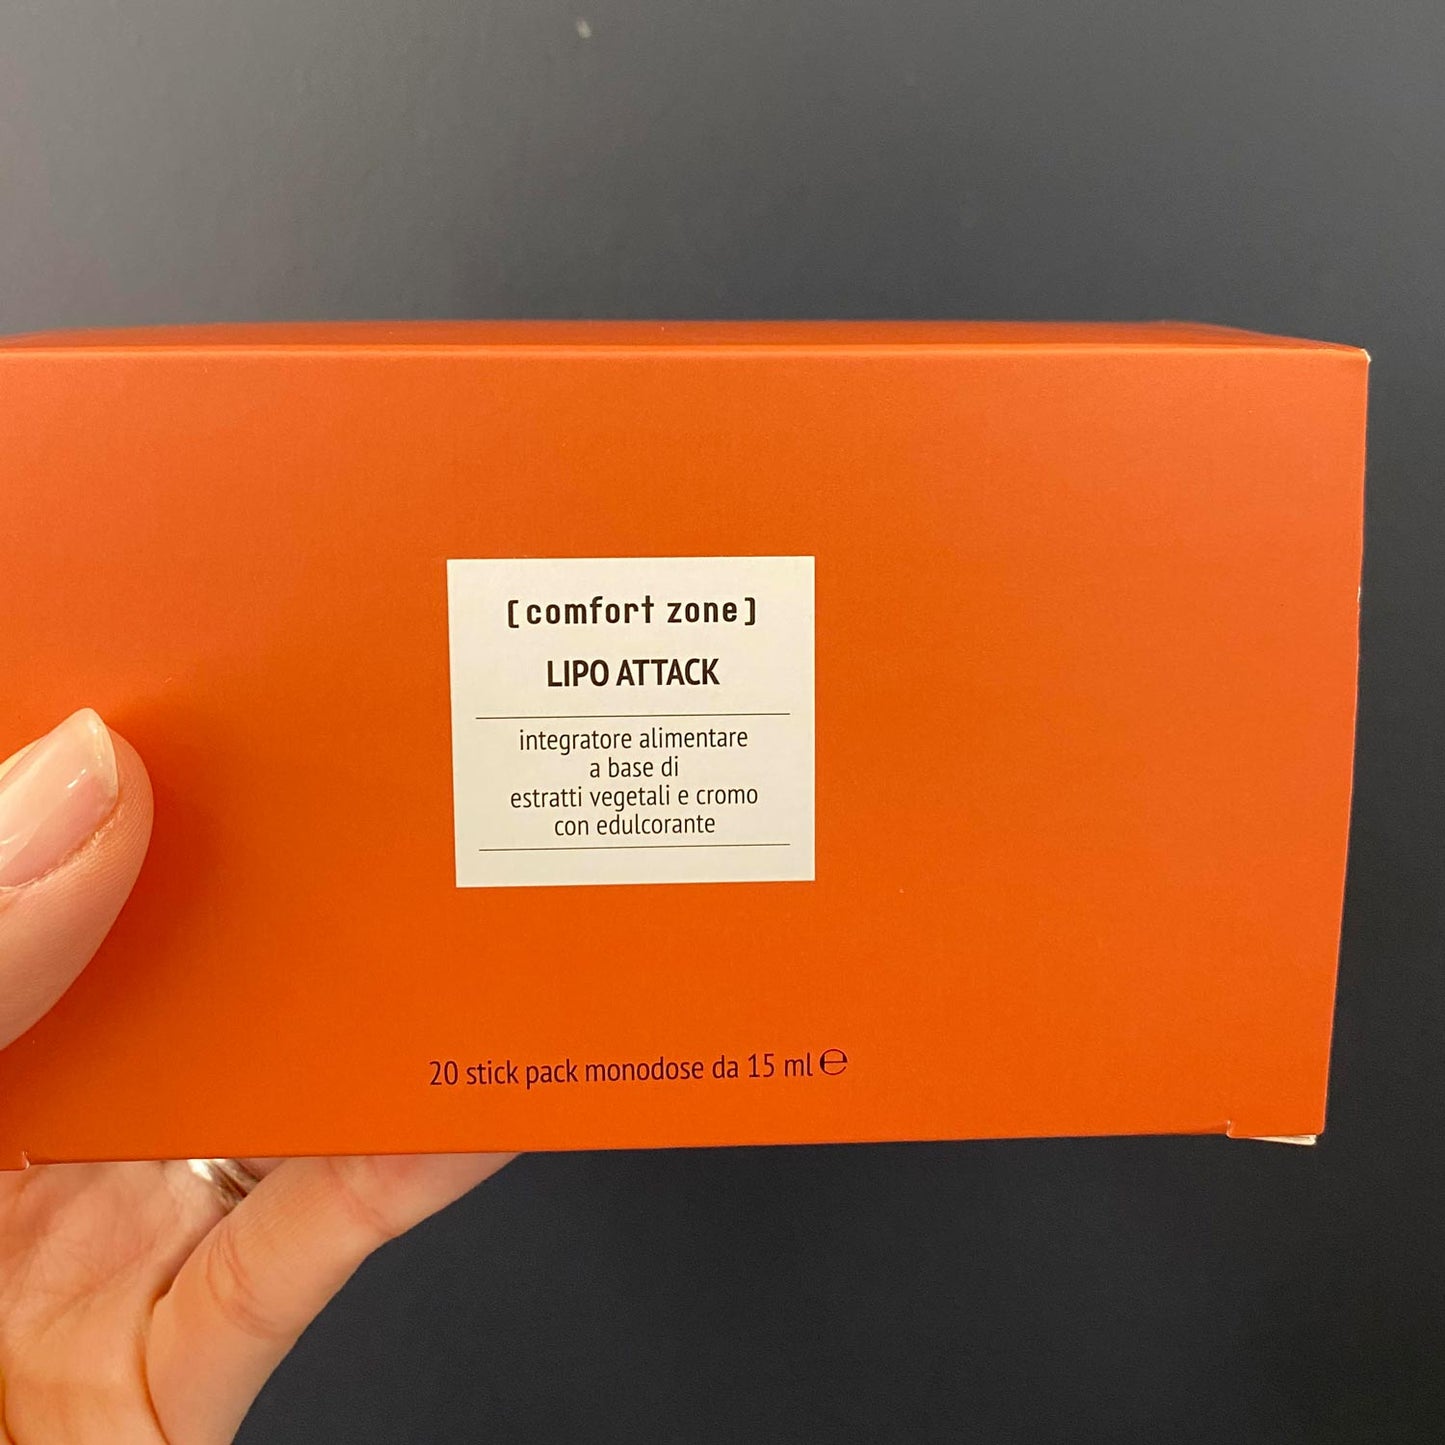 [comfort zone]
LIPO ATTACK
integratore alimentare
a base di
estratti vegetali e cromo
con edulcorante
20 stick pack monodose da 15 ml ℮